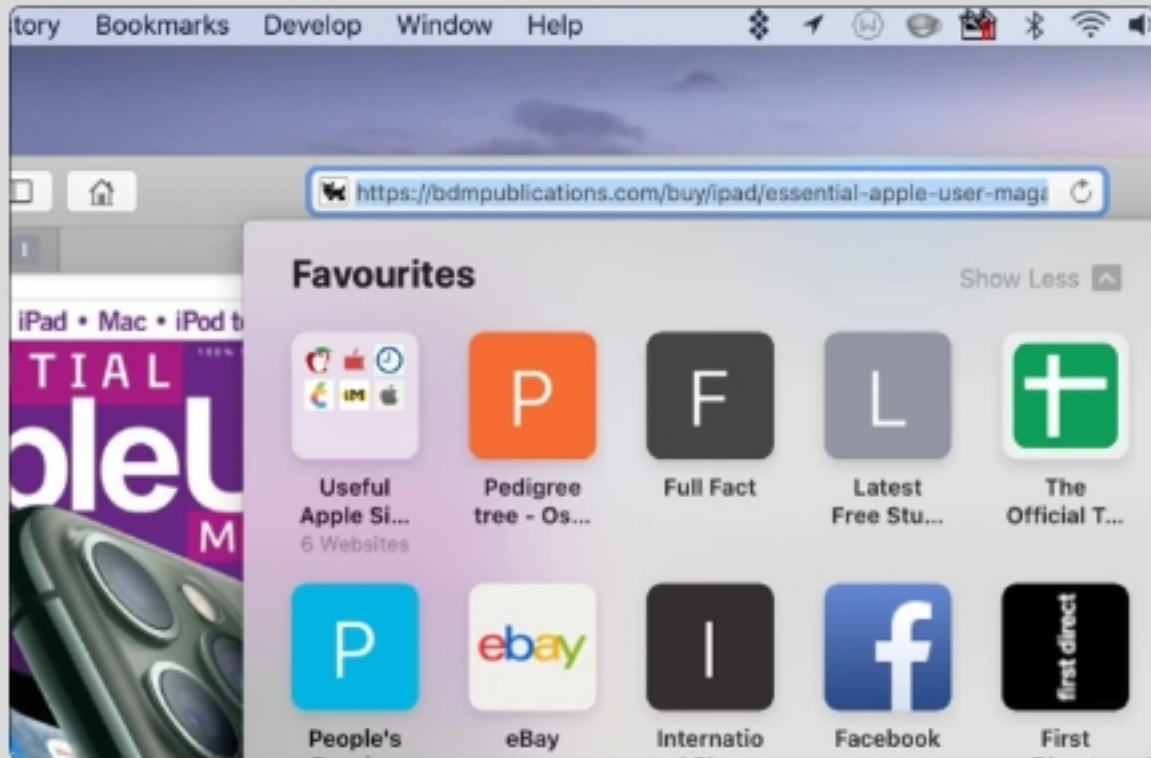 tory Bookmarks Develop Window Help
https://bdmpublications.com/buy/ipad/essential-apple-user-maga
Favourites
Show Less
iPad • Mac • iPod t
TIAL
100%
pleU
M
P F L
iM
Useful Pedigree Full Fact Latest The
Apple Si... tree - Os... Free Stu... Official T...
6 Websites
P ebay I f first direct
People's eBay Internatio Facebook First